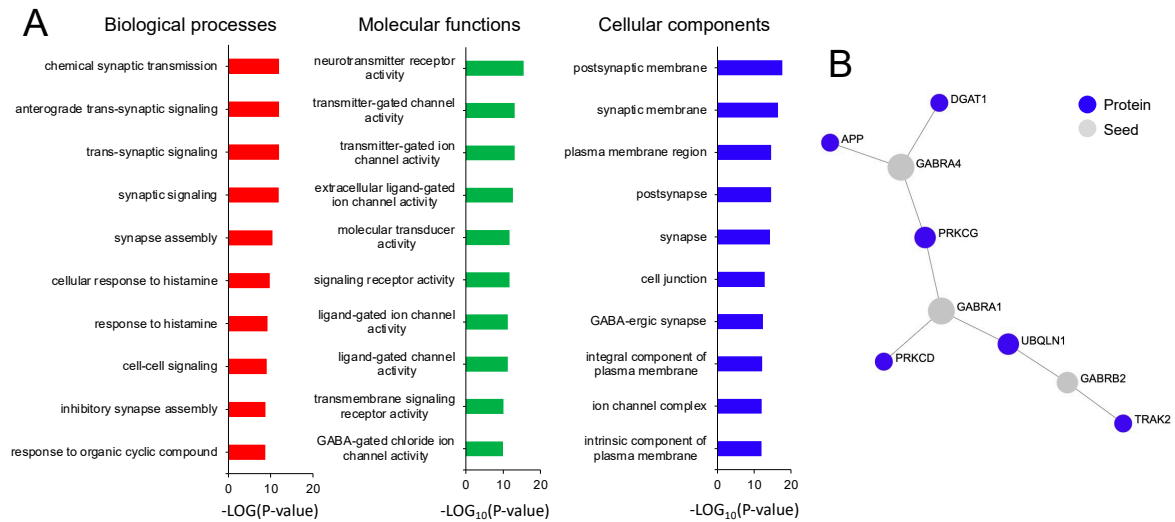 A
Biological processes
chemical synaptic transmission
anterograde trans-synaptic signaling
trans-synaptic signaling
synaptic signaling
synapse assembly
cellular response to histamine
response to histamine
cell-cell signaling
inhibitory synapse assembly
response to organic cyclic compound
0
10
20
-LOG(P-value)
Molecular functions
neurotransmitter receptor
activity
transmitter-gated channel
activity
transmitter-gated ion
channel activity
extracellular ligand-gated
ion channel activity
molecular transducer
activity
signaling receptor activity
ligand-gated ion channel
activity
ligand-gated channel
activity
transmembrane signaling
receptor activity
GABA-gated chloride ion
channel activity
0
10
20
-LOG10(P-value)
Cellular components
postsynaptic membrane
synaptic membrane
plasma membrane region
postsynapse
synapse
cell junction
GABA-ergic synapse
integral component of
plasma membrane
ion channel complex
intrinsic component of
plasma membrane
0
10
20
-LOG10(P-value)
B
Protein
Seed
DGAT1
APP
GABRA4
PRKCG
GABRA1
UBQLN1
PRKCD
GABRB2
TRAK2